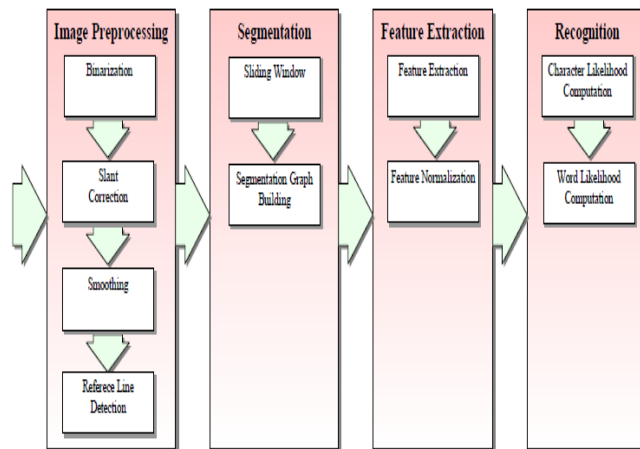 Image Preprocessing
Binarization
Slant
Correction
Smoothing
Referece Line
Detection
Segmentation
Sliding Window
Segmentation Graph
Building
Feature Extraction
Feature Extraction
Feature Normalization
Recognition
Character Likelihood
Computation
Word Likelihood
Computation